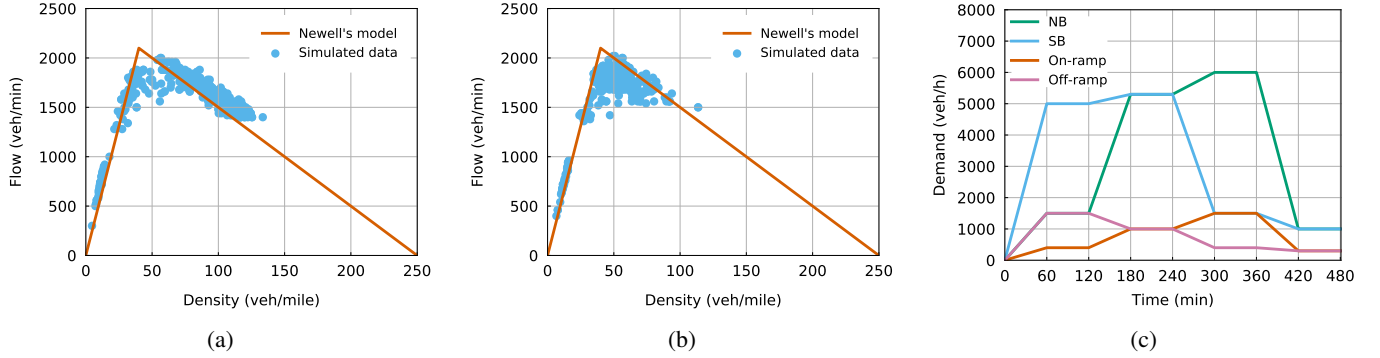 2500
2000
1500
1000
500
0
Flow (veh/min)
Newell's model
Simulated data
0 50 100 150 200 250
Density (veh/mile)
(a)
2500
2000
1500
1000
500
0
Flow (veh/min)
Newell's model
Simulated data
0 50 100 150 200 250
Density (veh/mile)
(b)
8000
7000
6000
5000
4000
3000
2000
1000
0
Demand (veh/h)
NB
SB
On-ramp
Off-ramp
0 60 120 180 240 300 360 420 480
Time (min)
(c)